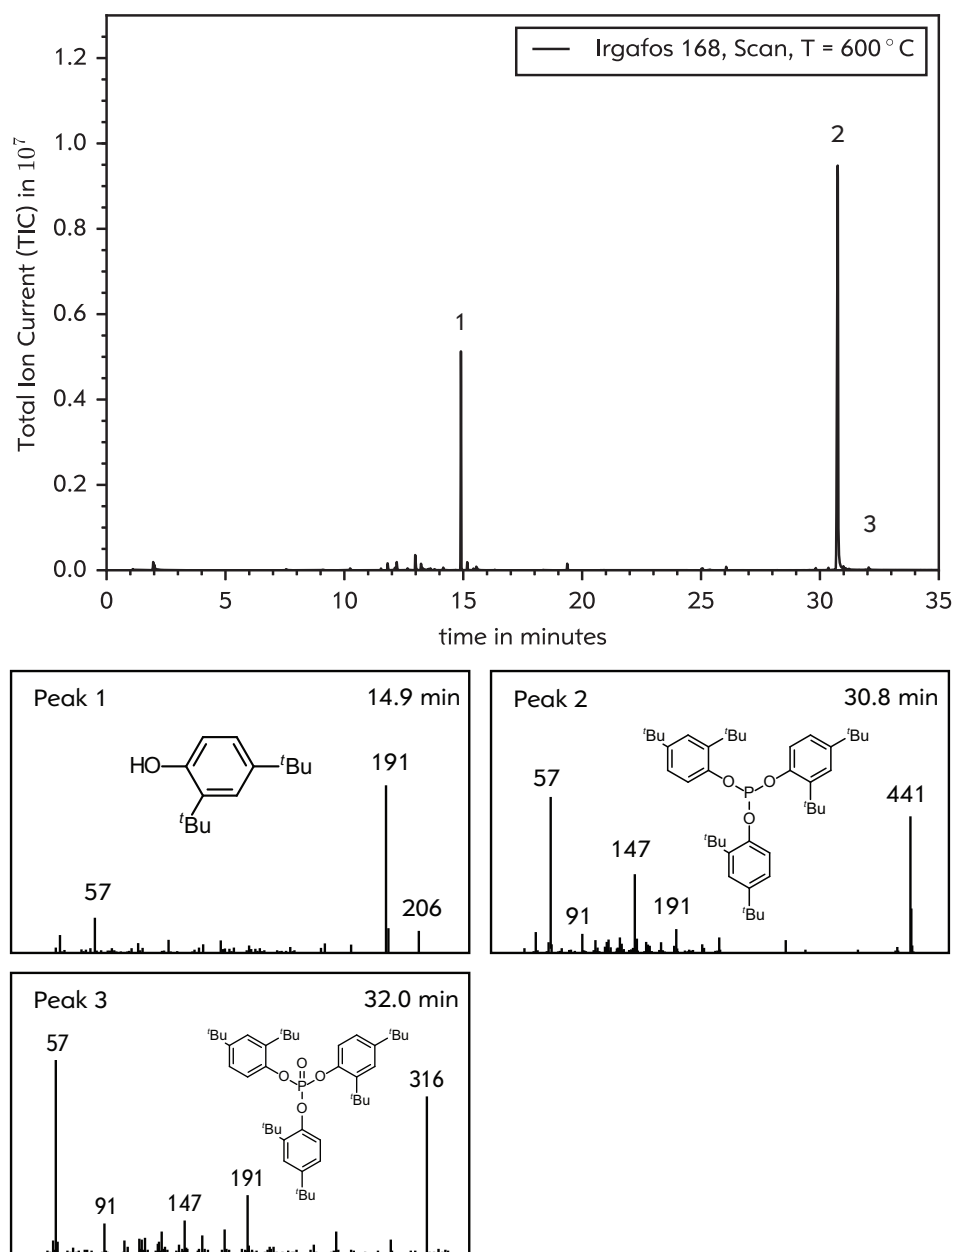 Irgafos 168, Scan, T = 600 °C
Total Ion Current (TIC) in 10⁷
1.2
1.0
0.8
0.6
0.4
0.2
0.0
1
2
3
0 5 10 15 20 25 30 35
time in minutes
Peak 1 14.9 min
HO
ᵗBu
ᵗBu
57
191
206
Peak 2 30.8 min
ᵗBu
ᵗBu
ᵗBu
O
P
O
O
ᵗBu
ᵗBu
ᵗBu
57
91
147
191
441
Peak 3 32.0 min
ᵗBu
ᵗBu
ᵗBu
O
O
P
O
O
ᵗBu
ᵗBu
ᵗBu
57
91
147
191
316